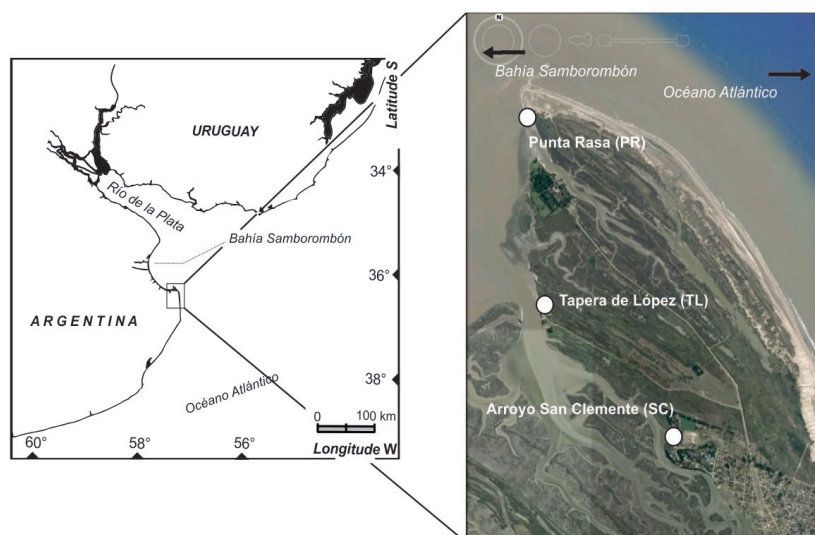 URUGUAY
Latitude S
34°
Río de la Plata
Bahía Samborombón
36°
ARGENTINA
38°
Océano Atlántico
0 100 km
60° 58° 56° Longitude W
N
Bahía Samborombón
Océano Atlántico
Punta Rasa (PR)
Tapera de López (TL)
Arroyo San Clemente (SC)